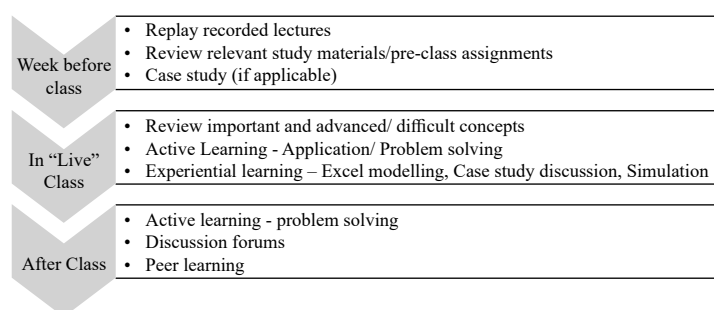 Week before
class
• Replay recorded lectures
• Review relevant study materials/pre-class assignments
• Case study (if applicable)
In “Live”
Class
• Review important and advanced/ difficult concepts
• Active Learning - Application/ Problem solving
• Experiential learning – Excel modelling, Case study discussion, Simulation
After Class
• Active learning - problem solving
• Discussion forums
• Peer learning